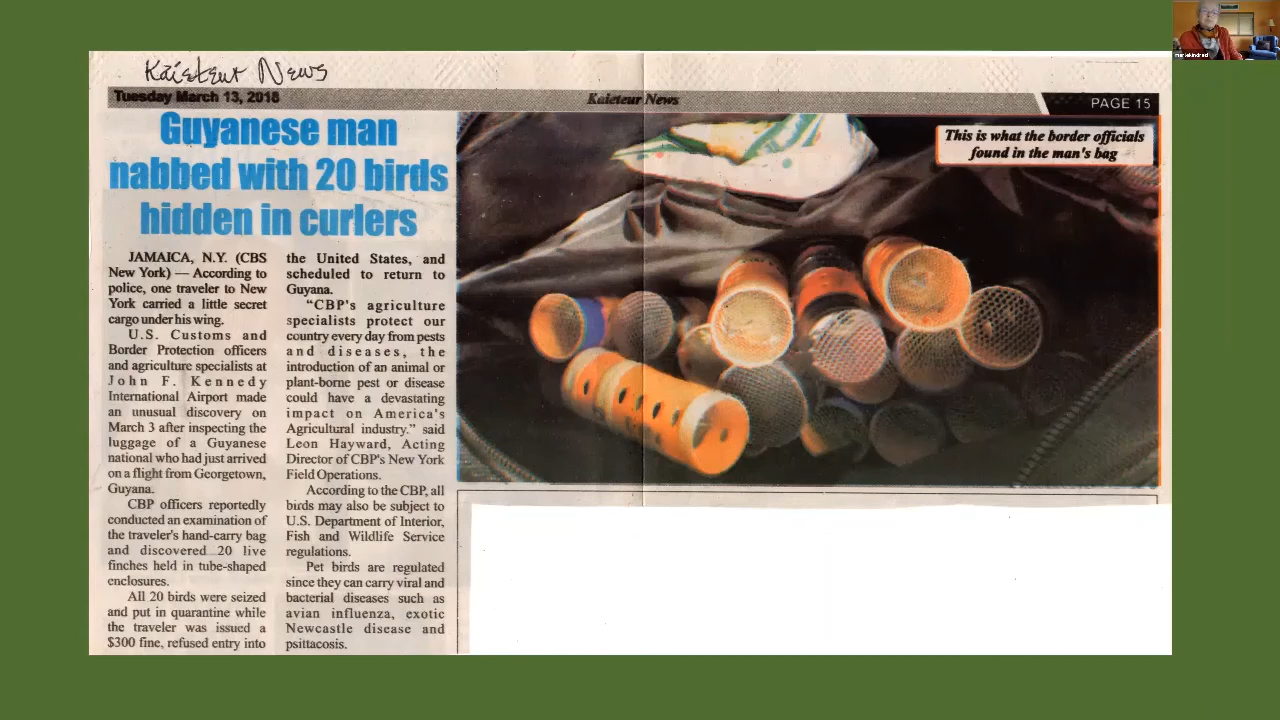 Kaieteur News
Tuesday March 13, 2018
Kaieteur News
PAGE 15
Guyanese man
nabbed with 20 birds
hidden in curlers
This is what the border officials
found in the man's bag
JAMAICA, N.Y. (CBS
New York) — According to
police, one traveler to New
York carried a little secret
cargo under his wing.
U.S. Customs and
Border Protection officers
and agriculture specialists at
John F. Kennedy
International Airport made
an unusual discovery on
March 3 after inspecting the
luggage of a Guyanese
national who had just arrived
on a flight from Georgetown,
Guyana.
CBP officers reportedly
conducted an examination of
the traveler's hand-carry bag
and discovered 20 live
finches held in tube-shaped
enclosures.
All 20 birds were seized
and put in quarantine while
the traveler was issued a
$300 fine, refused entry into
the United States, and
scheduled to return to
Guyana.
"CBP's agriculture
specialists protect our
country every day from pests
and diseases, the
introduction of an animal or
plant-borne pest or disease
could have a devastating
impact on America's
Agricultural industry." said
Leon Hayward, Acting
Director of CBP's New York
Field Operations.
According to the CBP, all
birds may also be subject to
U.S. Department of Interior,
Fish and Wildlife Service
regulations.
Pet birds are regulated
since they can carry viral and
bacterial diseases such as
avian influenza, exotic
Newcastle disease and
psittacosis.